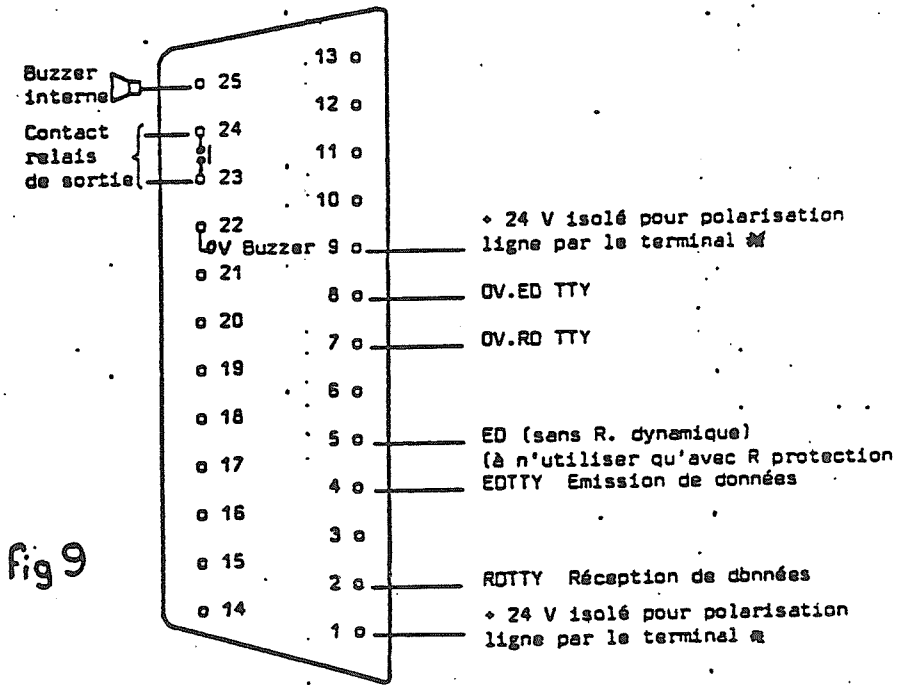 Buzzer
interne
25
Contact
relais
de sortie
24
23
22
0V Buzzer
21
20
19
18
17
16
15
14
13
12
11
10
9
+ 24 V isolé pour polarisation
ligne par le terminal
8
0V.ED TTY
7
0V.RD TTY
6
5
ED (sans R. dynamique)
(à n'utiliser qu'avec R protection
4
EDTTY Emission de données
3
2
RDTTY Réception de données
1
+ 24 V isolé pour polarisation
ligne par le terminal
fig 9